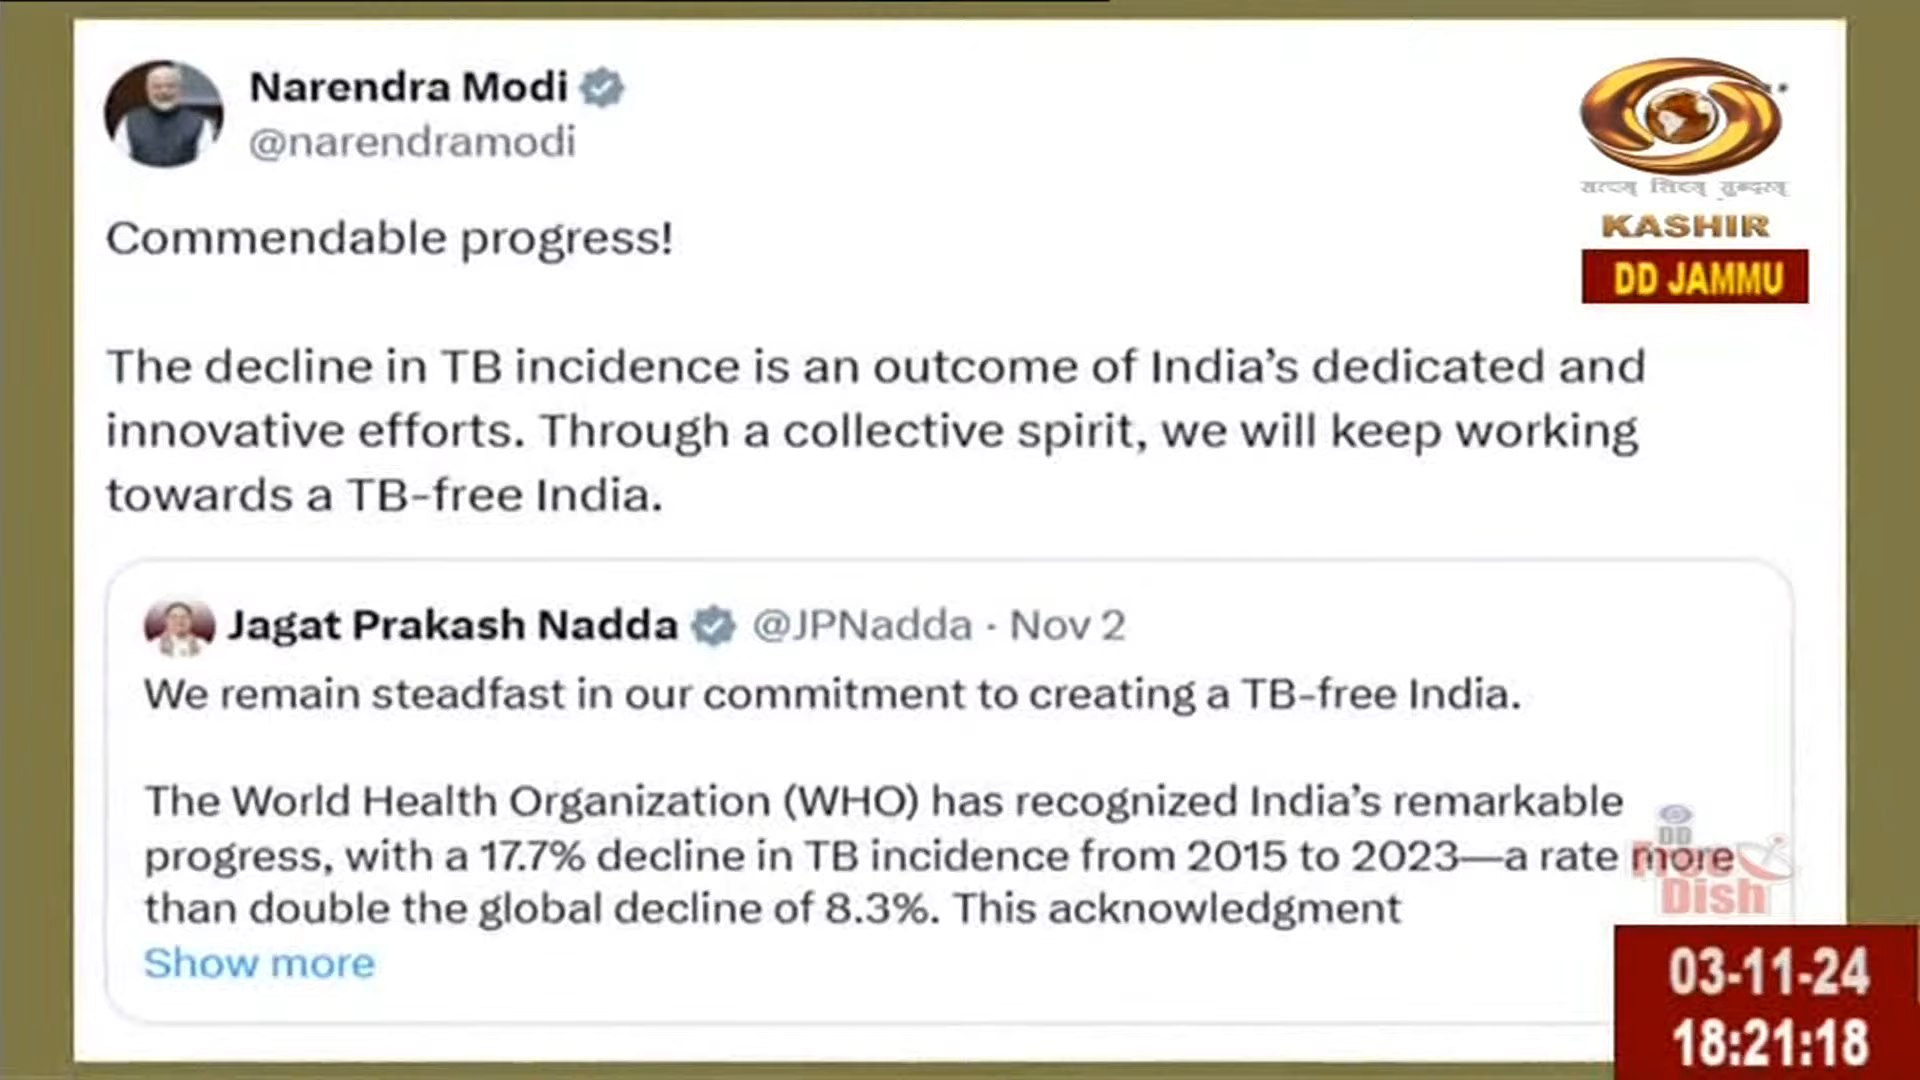 Narendra Modi
@narendramodi
Commendable progress!
The decline in TB incidence is an outcome of India’s dedicated and
innovative efforts. Through a collective spirit, we will keep working
towards a TB-free India.
Jagat Prakash Nadda @JPNadda · Nov 2
We remain steadfast in our commitment to creating a TB-free India.
The World Health Organization (WHO) has recognized India’s remarkable
progress, with a 17.7% decline in TB incidence from 2015 to 2023—a rate more
than double the global decline of 8.3%. This acknowledgment
Show more
सत्यम् शिवम् सुन्दरम्
KASHIR
DD JAMMU
DD
Free
Dish
03-11-24
18:21:18